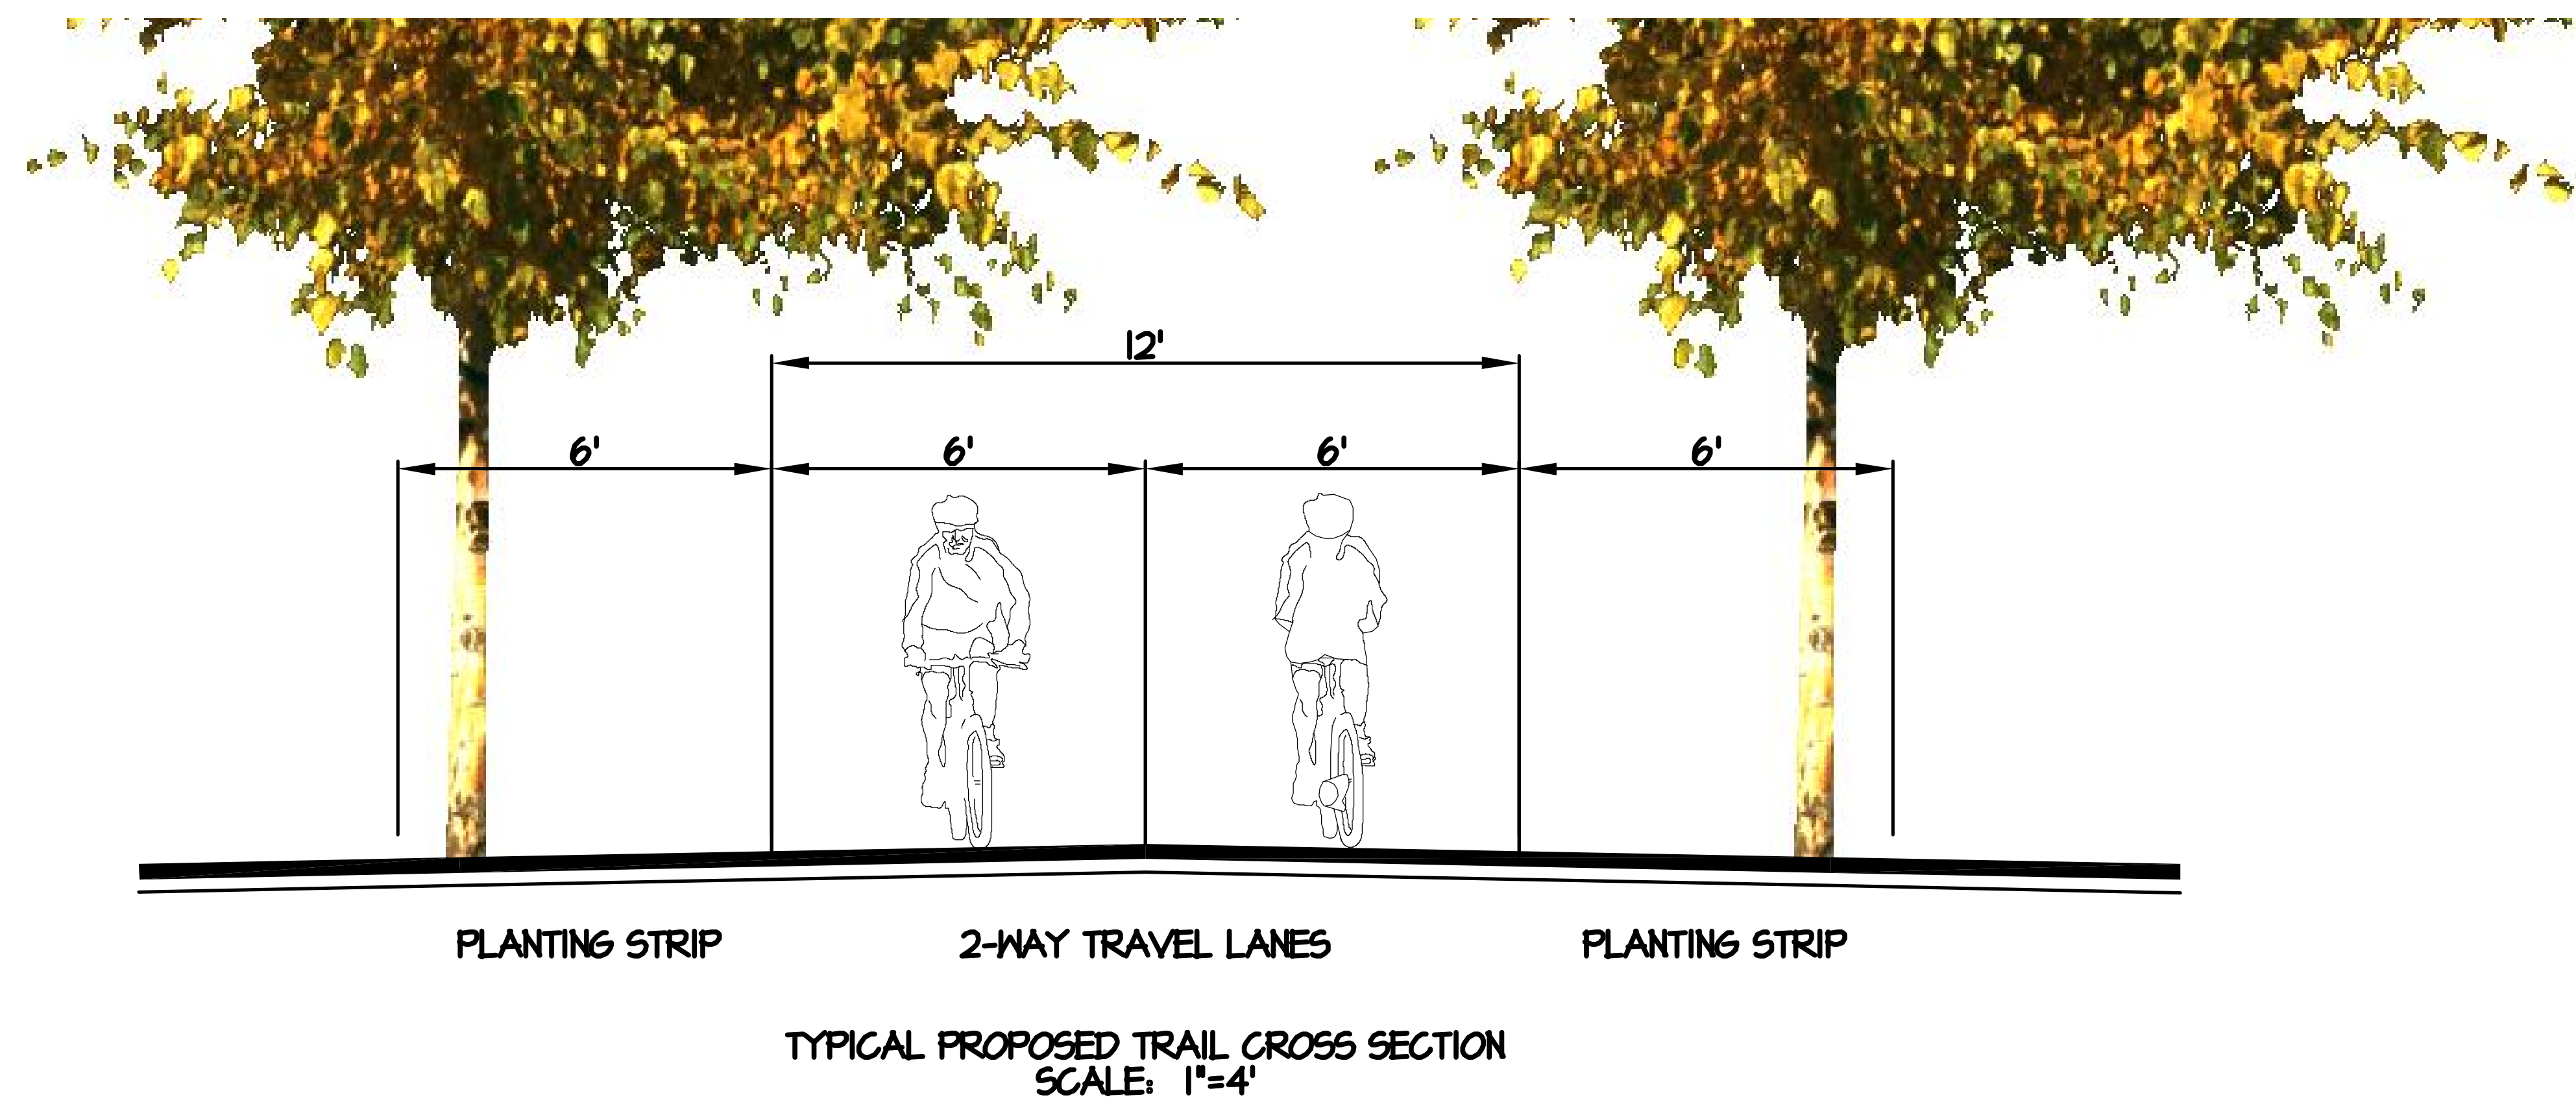 12'
6' 6' 6' 6'
PLANTING STRIP 2-WAY TRAVEL LANES PLANTING STRIP
TYPICAL PROPOSED TRAIL CROSS SECTION
SCALE: 1"=4'